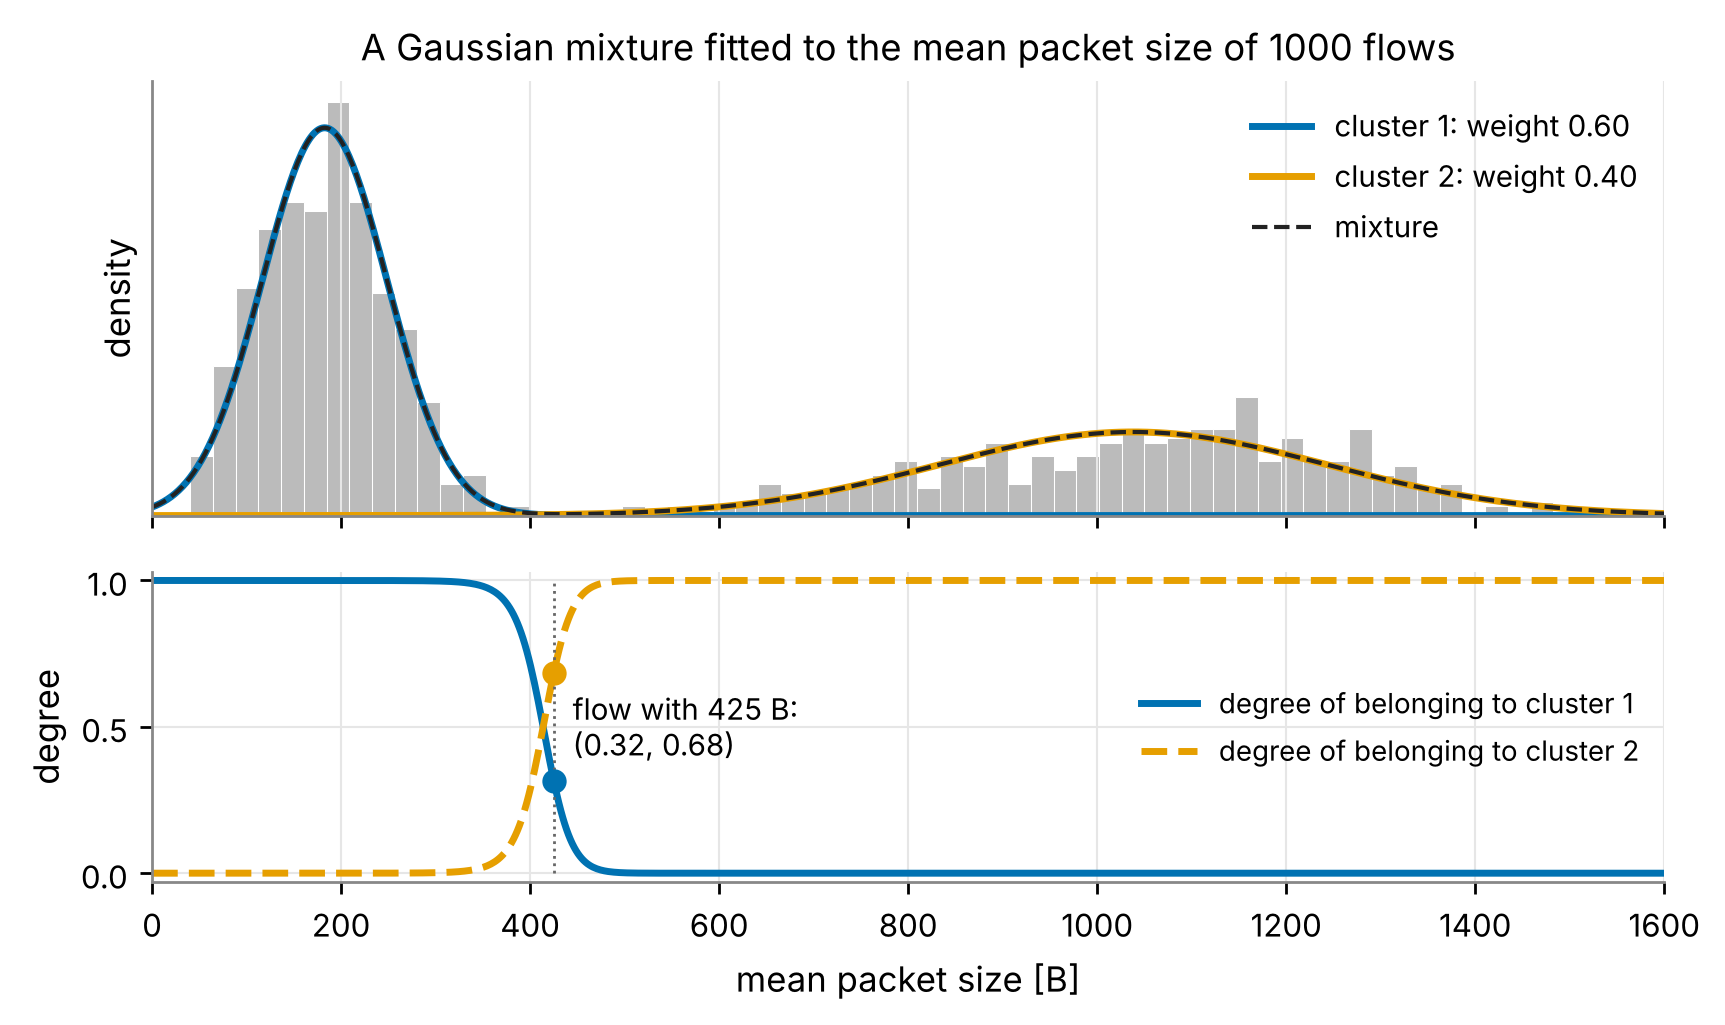 A Gaussian mixture fitted to the mean packet size of 1000 flows
density
cluster 1: weight 0.60
cluster 2: weight 0.40
mixture
degree
1.0
0.5
0.0
flow with 425 B:
(0.32, 0.68)
degree of belonging to cluster 1
degree of belonging to cluster 2
0 200 400 600 800 1000 1200 1400 1600
mean packet size [B]